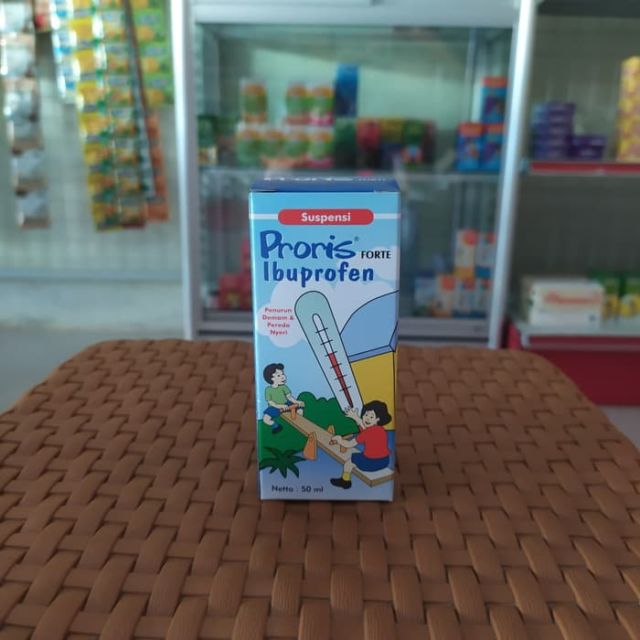 Suspensi
Proris® FORTE
Ibuprofen
Penurun
Demam &
Pereda
Nyeri
Netto : 50 ml